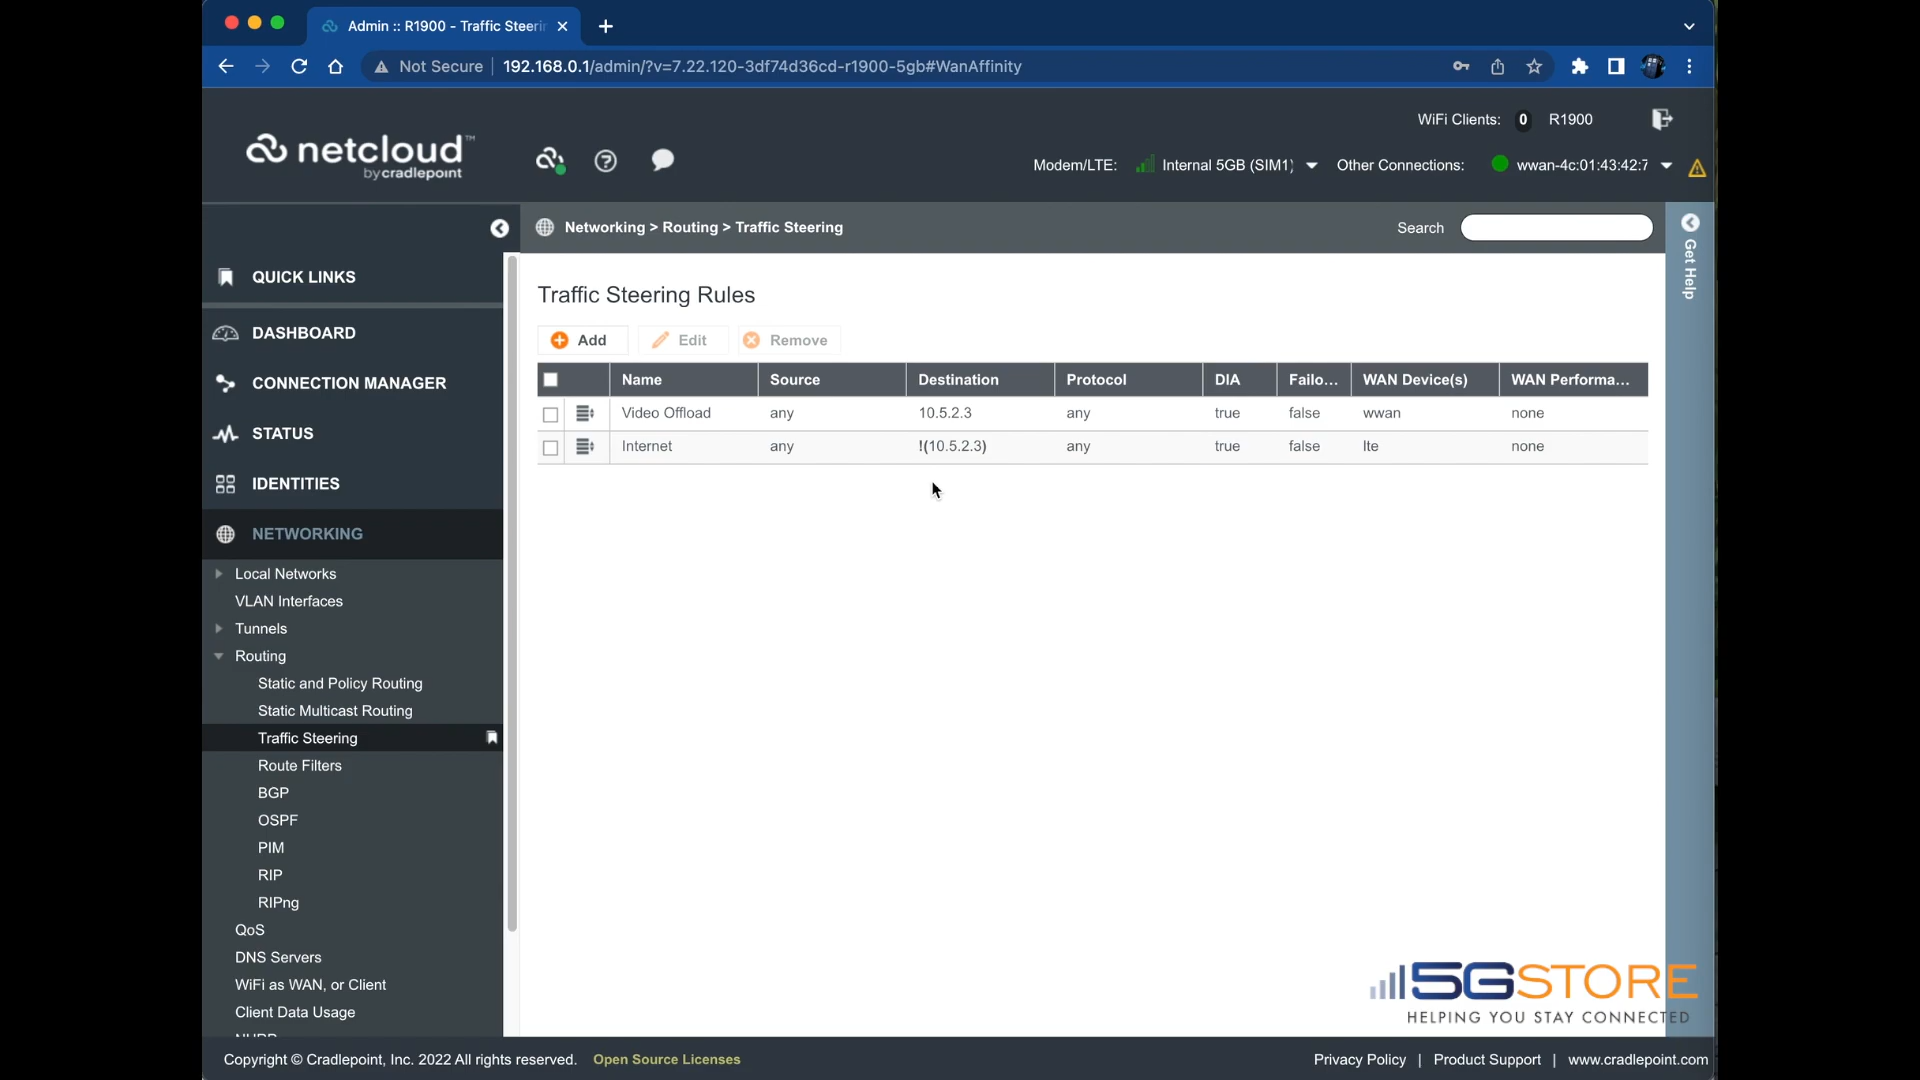 Admin :: R1900 - Traffic Steerin
Not Secure 192.168.0.1/admin/?v=7.22.120-3df74d36cd-r1900-5gb#WanAffinity
WiFi Clients: 0 R1900
netcloud™
by cradlepoint
Modem/LTE: Internal 5GB (SIM1) Other Connections: wwan-4c:01:43:42:7
Networking > Routing > Traffic Steering
Search
Get Help
QUICK LINKS
DASHBOARD
CONNECTION MANAGER
STATUS
IDENTITIES
NETWORKING
Local Networks
VLAN Interfaces
Tunnels
Routing
Static and Policy Routing
Static Multicast Routing
Traffic Steering
Route Filters
BGP
OSPF
PIM
RIP
RIPng
QoS
DNS Servers
WiFi as WAN, or Client
Client Data Usage
Traffic Steering Rules
Add Edit Remove
Name Source Destination Protocol DIA Failo... WAN Device(s) WAN Performa...
Video Offload any 10.5.2.3 any true false wwan none
Internet any !(10.5.2.3) any true false lte none
5GSTORE
HELPING YOU STAY CONNECTED
Copyright © Cradlepoint, Inc. 2022 All rights reserved. Open Source Licenses
Privacy Policy | Product Support | www.cradlepoint.com